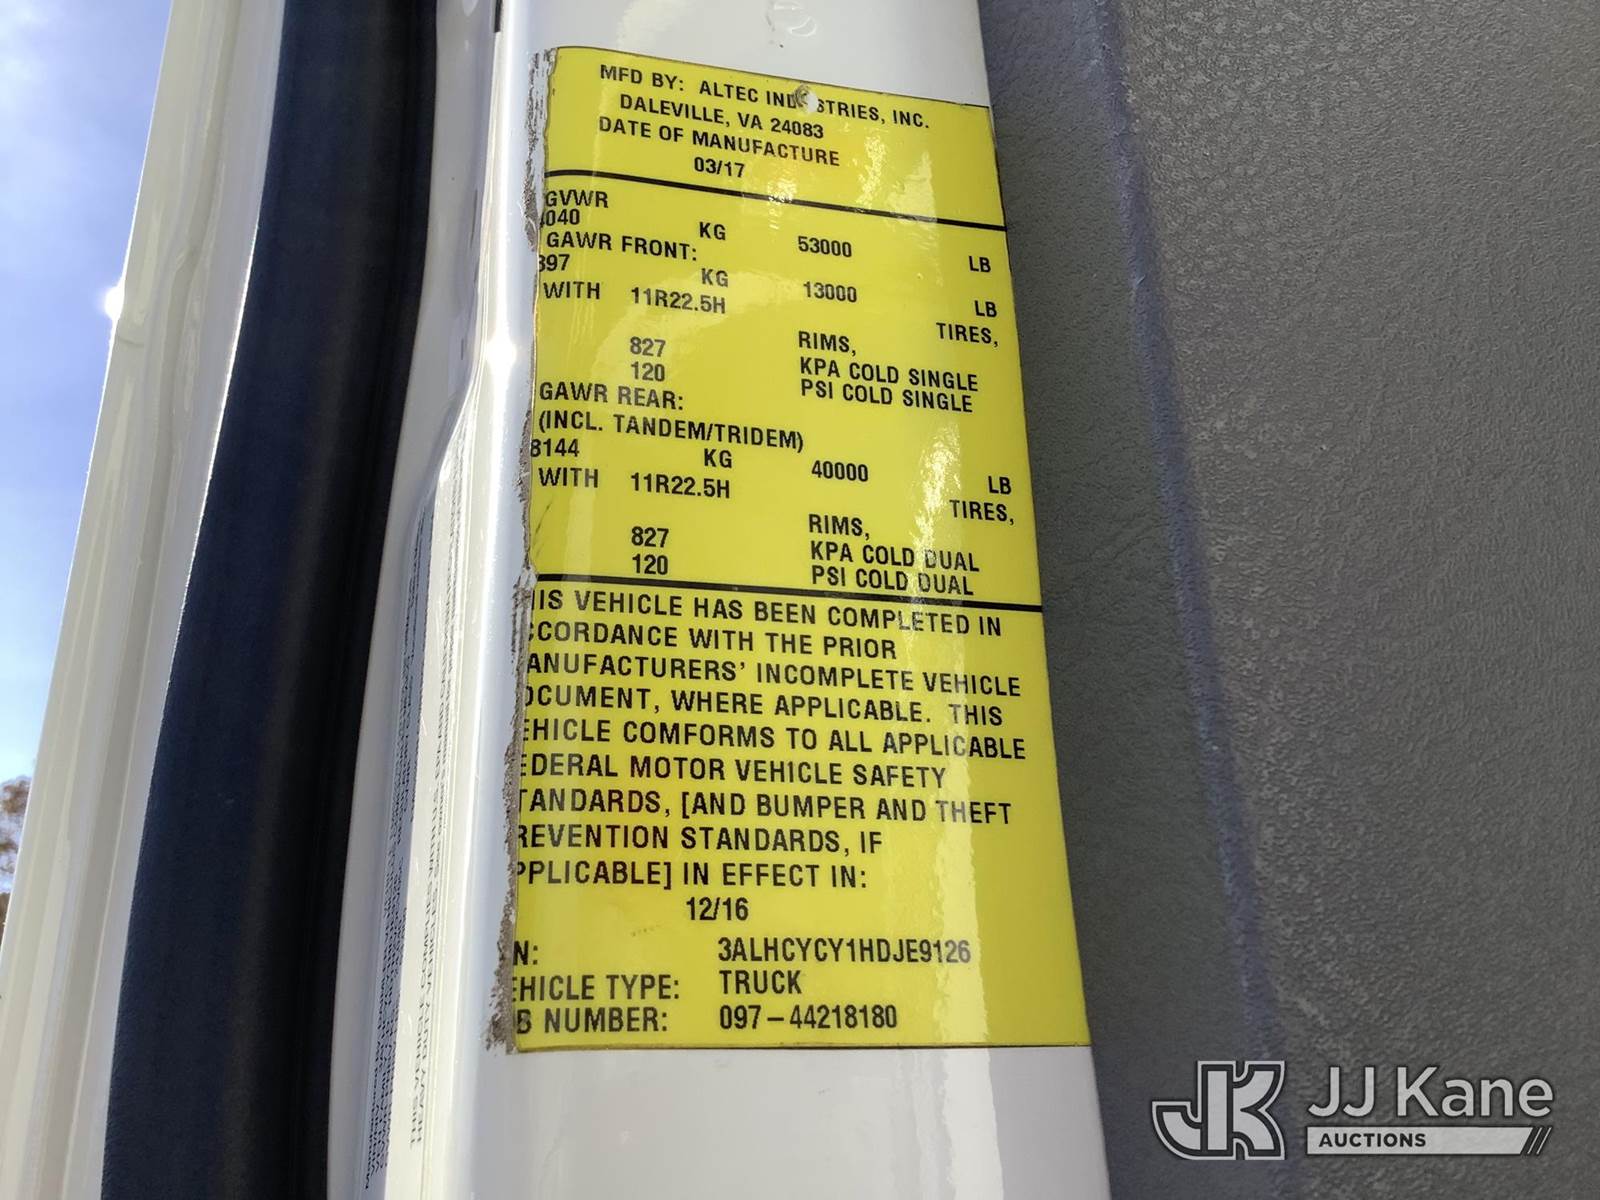 MFD BY: ALTEC INDUSTRIES, INC.
DALEVILLE, VA 24083
DATE OF MANUFACTURE
03/17
GVWR
4040 KG 53000 LB
GAWR FRONT:
897 KG 13000 LB
WITH 11R22.5H TIRES,
RIMS,
827 KPA COLD SINGLE
120 PSI COLD SINGLE
GAWR REAR:
(INCL. TANDEM/TRIDEM)
8144 KG 40000 LB
WITH 11R22.5H TIRES,
RIMS,
827 KPA COLD DUAL
120 PSI COLD DUAL
HIS VEHICLE HAS BEEN COMPLETED IN
CCORDANCE WITH THE PRIOR
ANUFACTURERS' INCOMPLETE VEHICLE
OCUMENT, WHERE APPLICABLE. THIS
EHICLE COMFORMS TO ALL APPLICABLE
EDERAL MOTOR VEHICLE SAFETY
TANDARDS, [AND BUMPER AND THEFT
REVENTION STANDARDS, IF
PPLICABLE] IN EFFECT IN:
12/16
N: 3ALHCYCY1HDJE9126
EHICLE TYPE: TRUCK
B NUMBER: 097-44218180
JJ Kane
AUCTIONS